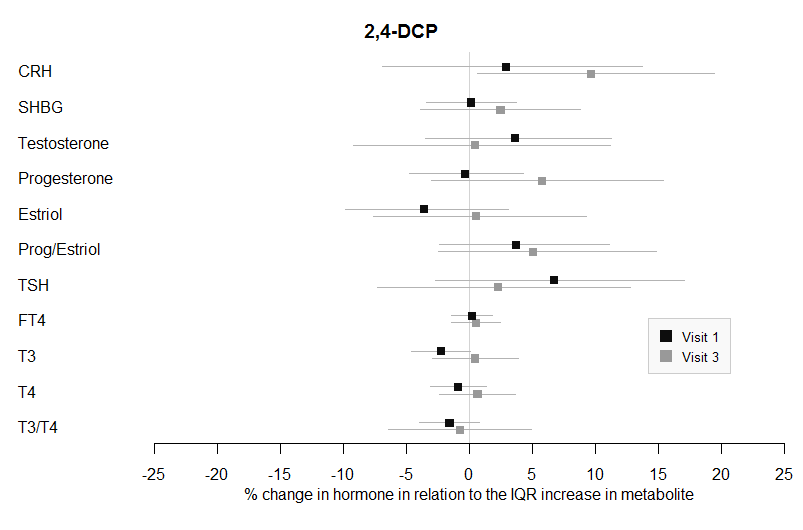 2,4-DCP
CRH
SHBG
Testosterone
Progesterone
Estriol
Prog/Estriol
TSH
FT4
T3
T4
T3/T4
Visit 1
Visit 3
-25 -20 -15 -10 -5 0 5 10 15 20 25
% change in hormone in relation to the IQR increase in metabolite